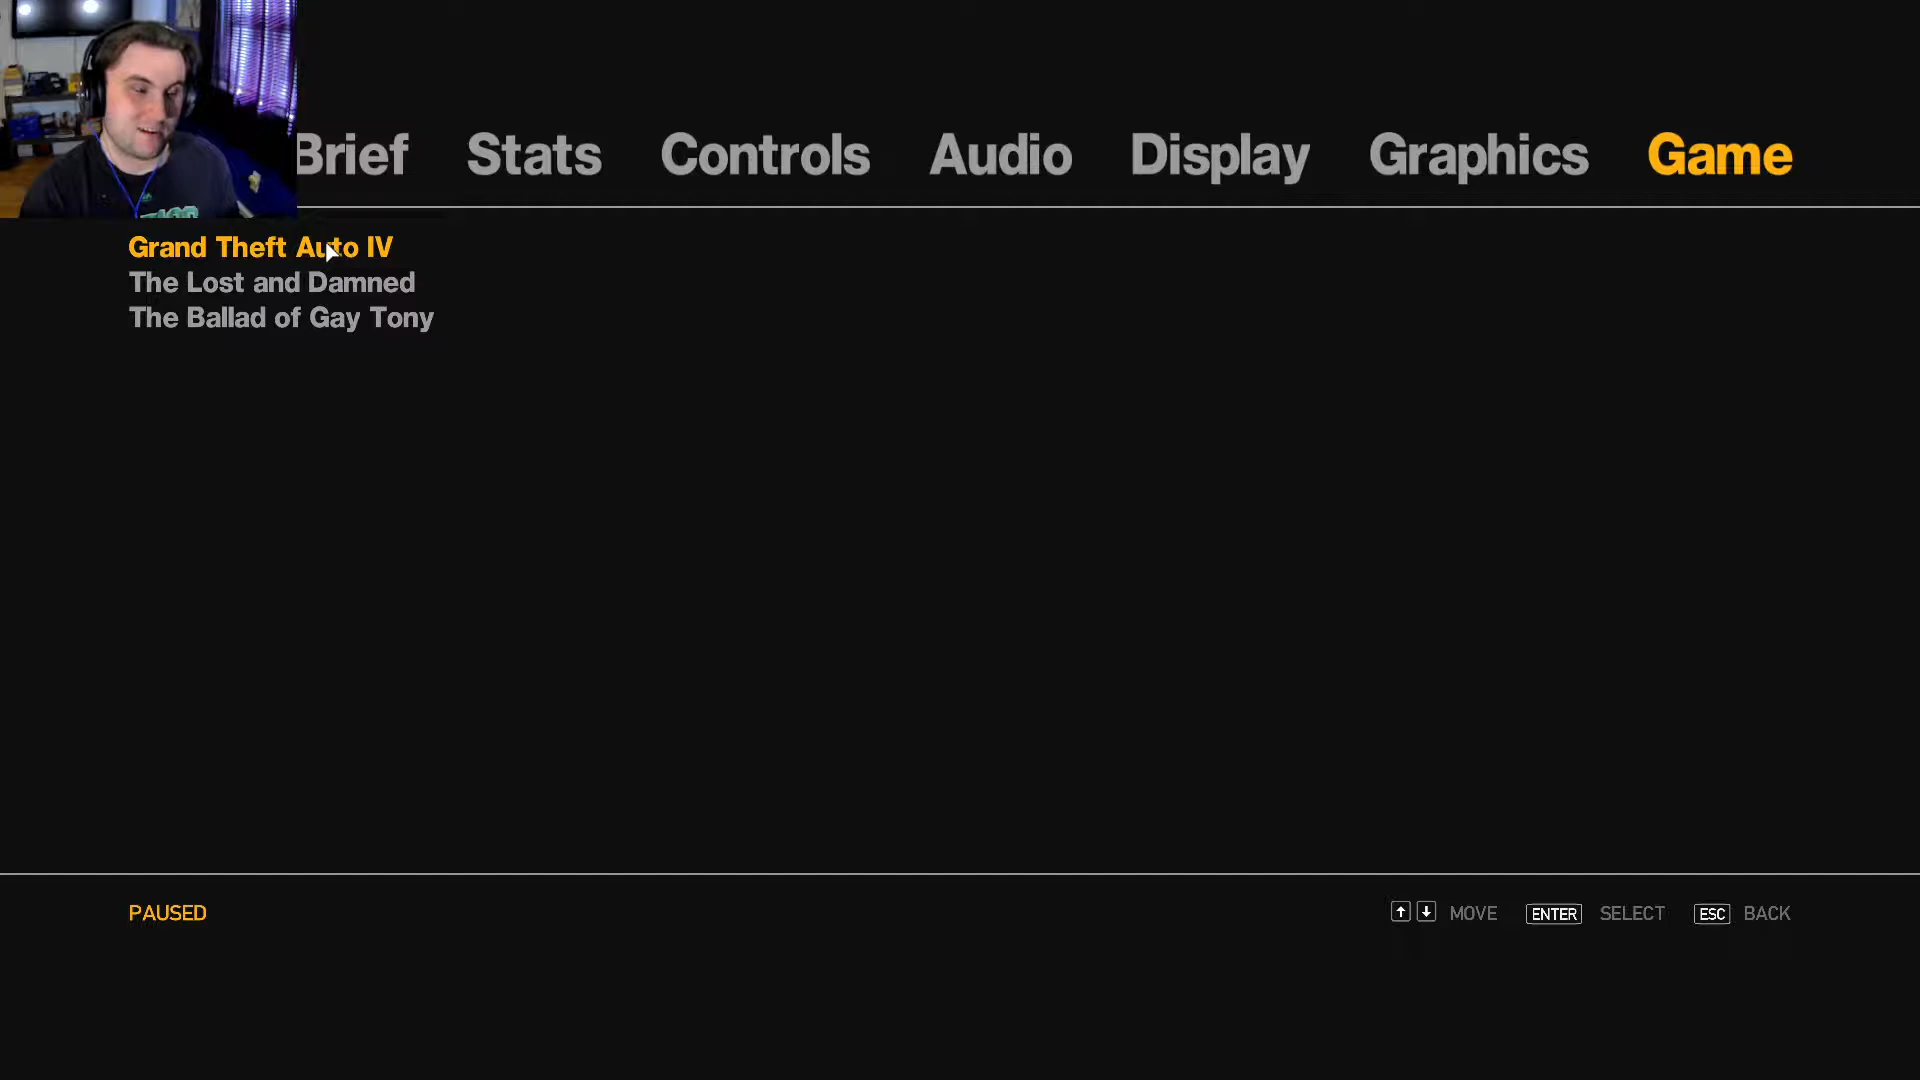 Brief Stats Controls Audio Display Graphics Game
Grand Theft Auto IV
The Lost and Damned
The Ballad of Gay Tony
PAUSED
MOVE ENTER SELECT ESC BACK